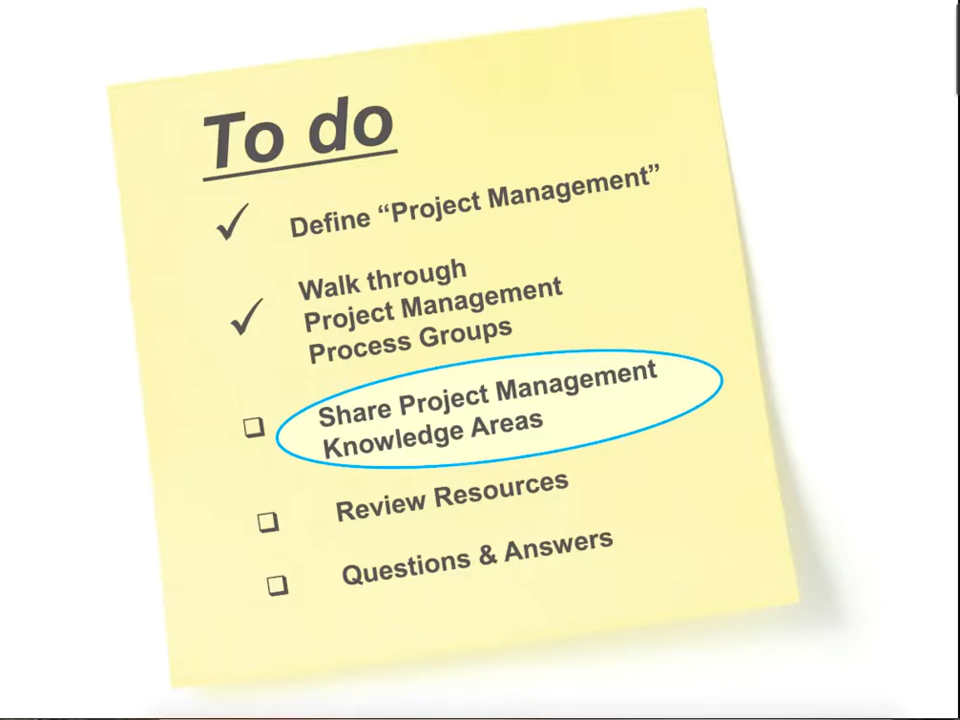 To do
Define “Project Management”
Walk through
Project Management
Process Groups
Share Project Management
Knowledge Areas
Review Resources
Questions & Answers